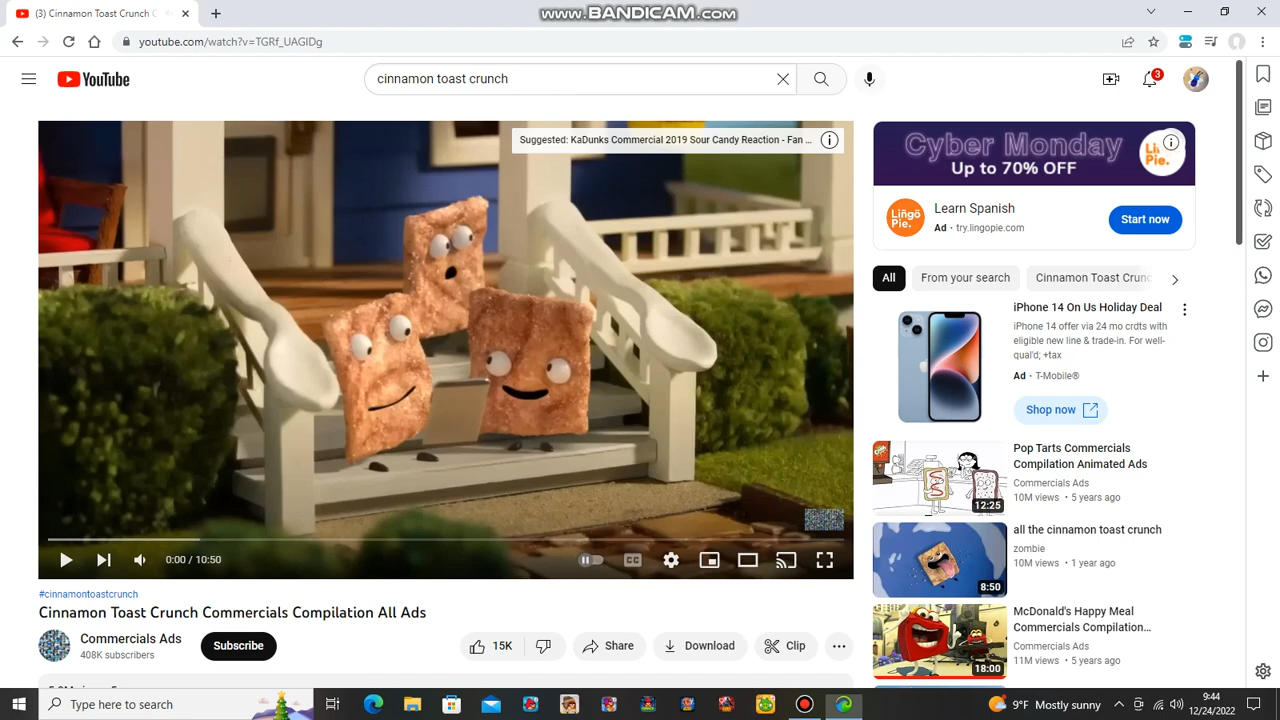 www.BANDICAM.com
(3) Cinnamon Toast Crunch C
youtube.com/watch?v=TGRf_UAGIDg
YouTube
cinnamon toast crunch
3
Suggested: KaDunks Commercial 2019 Sour Candy Reaction - Fan ...
0:00 / 10:50
CC
#cinnamontoastcrunch
Cinnamon Toast Crunch Commercials Compilation All Ads
Commercials Ads
408K subscribers
Subscribe
15K
Share
Download
Clip
Cyber Monday
Up to 70% OFF
Pie.
Lingo
Pie.
Learn Spanish
Ad · try.lingopie.com
Start now
All
From your search
Cinnamon Toast Crunc
iPhone 14 On Us Holiday Deal
iPhone 14 offer via 24 mo crdts with
eligible new line & trade-in. For well-
qual'd; +tax
Ad · T-Mobile®
Shop now
Pop Tarts Commercials
Compilation Animated Ads
Commercials Ads
10M views · 5 years ago
12:25
all the cinnamon toast crunch
zombie
10M views · 1 year ago
8:50
McDonald's Happy Meal
Commercials Compilation...
Commercials Ads
11M views · 5 years ago
18:00
Type here to search
9°F Mostly sunny
9:44
12/24/2022